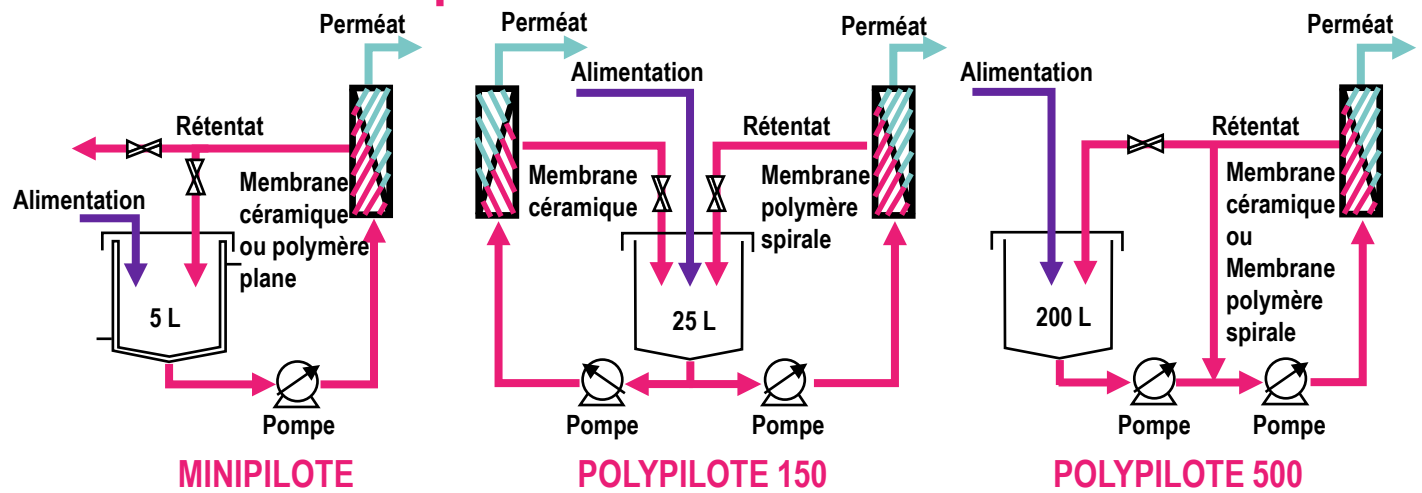 Perméat
Rétentat
Alimentation
Membrane
céramique
ou polymère
plane
5 L
Pompe
MINIPILOTE
Perméat
Perméat
Alimentation
Rétentat
Membrane
céramique
Membrane
polymère
spirale
25 L
Pompe
Pompe
POLYPILOTE 150
Perméat
Alimentation
Rétentat
Membrane
céramique
ou
Membrane
polymère
spirale
200 L
Pompe
Pompe
POLYPILOTE 500